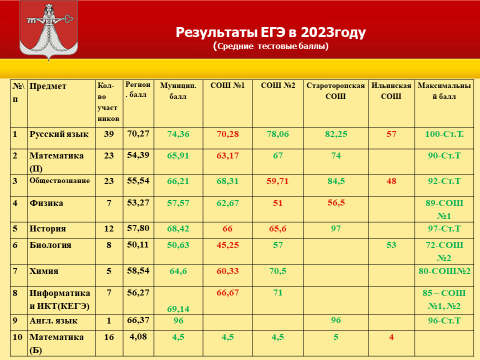 Результаты ЕГЭ в 2023году
(Средние тестовые баллы)
№\п Предмет Кол-во участников Регион. балл Муницип. балл СОШ №1 СОШ №2 Староторопская СОШ Ильинская СОШ Максимальный балл
1 Русский язык 39 70,27 74,36 70,28 78,06 82,25 57 100-Ст.Т.
2 Математика (П) 23 54,39 65,91 63,17 67 74 90-Ст.Т
3 Обществознание 23 55,54 66,21 68,31 59,71 84,5 48 92-Ст.Т
4 Физика 7 53,27 57,57 62,67 51 56,5 89-СОШ №1
5 История 12 57,80 68,42 66 65,6 97 97-Ст.Т
6 Биология 8 50,11 50,63 45,25 57 53 72-СОШ №2
7 Химия 5 58,54 64,6 60,33 70,5 80-СОШ№2
8 Информатика и ИКТ(КЕГЭ) 7 56,27 69,14 66,67 71 85 – СОШ №1, №2
9 Англ. язык 1 66,37 96 96 96-Ст.Т
10 Математика (Б) 16 4,08 4,5 4,5 4,5 5 4